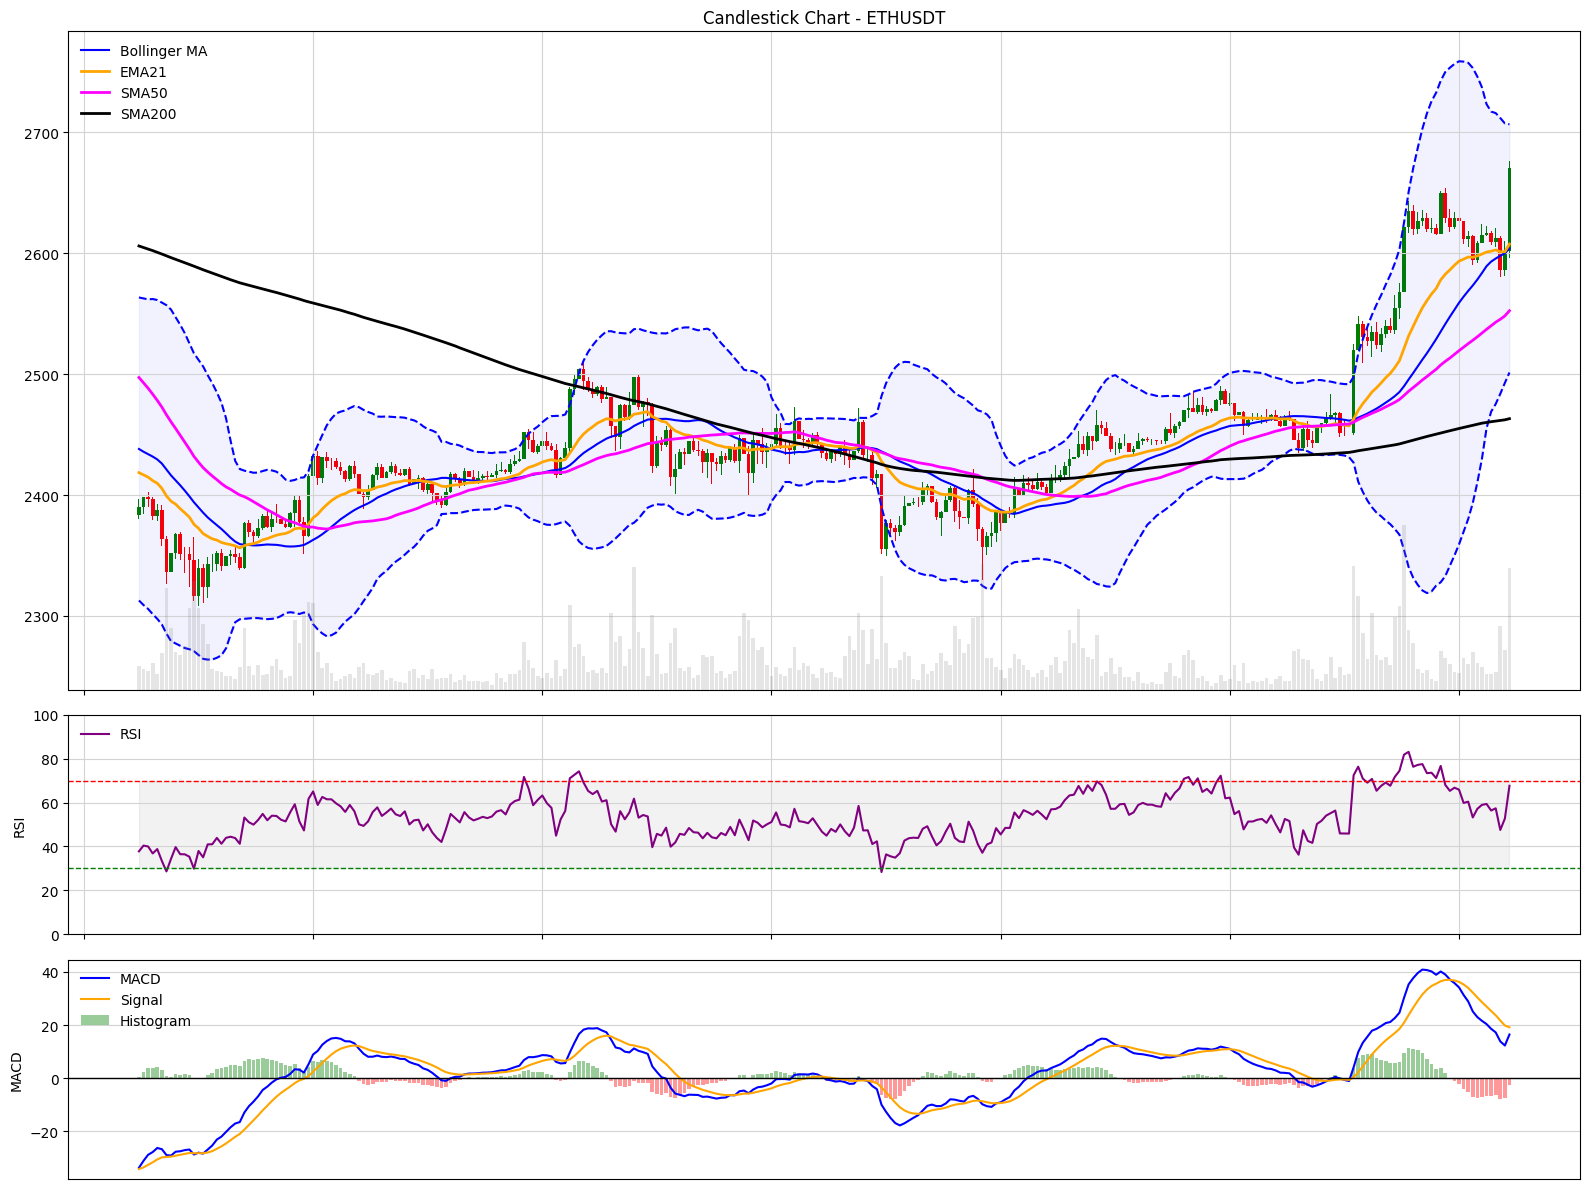 Candlestick Chart - ETHUSDT
Bollinger MA
EMA21
SMA50
SMA200
2700
2600
2500
2400
2300
RSI
100
80
60
40
20
0
RSI
MACD
Signal
Histogram
40
20
0
−20
MACD